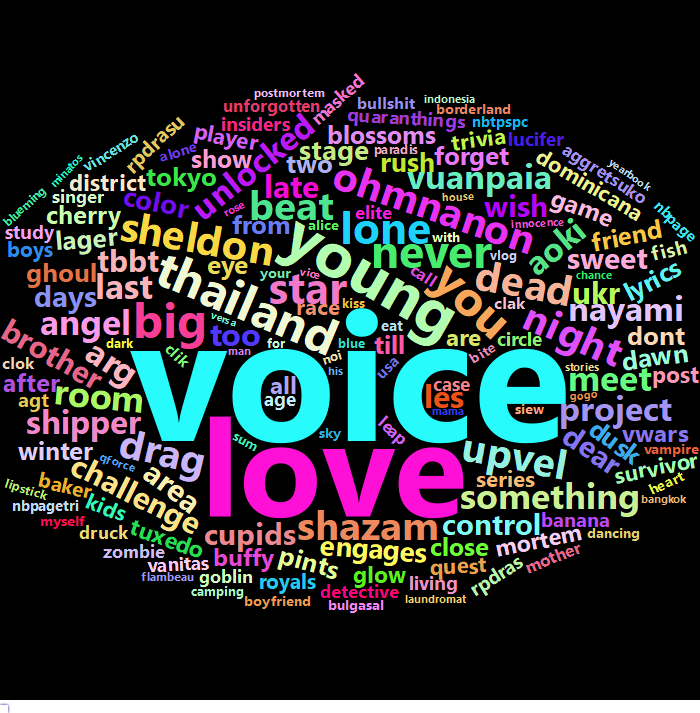 postmortem
indonesia
bullshit
masked
unforgotten
borderland
quaranthings
nbtpspc
insiders
rpdrasu
player
blossoms
trivia
lucifer
vincenzo
alone
unlocked
stage
paradis
aggretsuko
yearbook
show
two
rush
forget
minatos
district
tokyo
late
ohmnanon
vuanpaia
dominicana
blueming
singer
color
rose
beat
elite
house
wish
game
nbpage
study
cherry
from
alice
lone
with
innocence
friend
boys
lager
sheldon
young
never
vlog
aoki
sweet
fish
ghoul
tbbt
eye
your
vice
call
you
dead
clak
chance
lyrics
days
last
thailand
star
kiss
ukr
nayami
angel
big
versa
race
eat
are
circle
night
dont
brother
dark
too
man
for
blue
till
bite
stories
dawn
clok
arg
clik
noi
his
usa
voice
case
les
gogo
meet
post
after
room
all
age
mama
siew
project
agt
shipper
love
leap
sky
sum
upvel
dear
dusk
vwars
winter
drag
vampire
qforce
area
series
survivor
lipstick
baker
challenge
something
heart
bangkok
nbpagetri
kids
shazam
control
banana
myself
druck
tuxedo
cupids
engages
close
mortem
dancing
zombie
vanitas
buffy
pints
quest
mother
flambeau
goblin
royals
glow
living
rpdras
camping
boyfriend
detective
bulgasal
laundromat